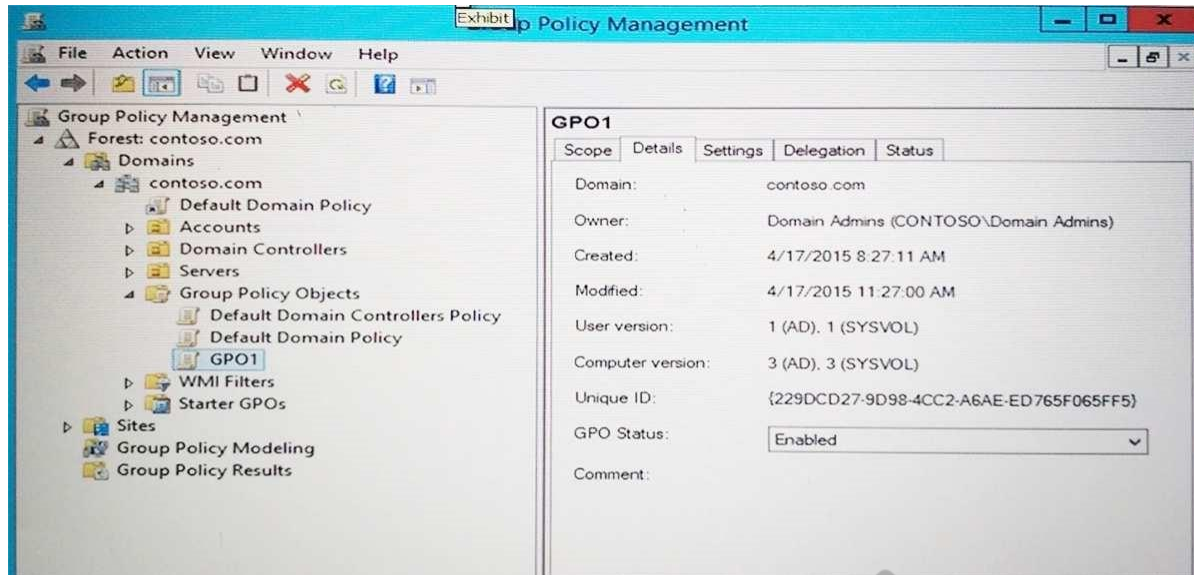 Exhibit
p Policy Management
File Action View Window Help
Group Policy Management
Forest: contoso.com
Domains
contoso.com
Default Domain Policy
Accounts
Domain Controllers
Servers
Group Policy Objects
Default Domain Controllers Policy
Default Domain Policy
GPO1
WMI Filters
Starter GPOs
Sites
Group Policy Modeling
Group Policy Results
GPO1
Scope Details Settings Delegation Status
Domain: contoso.com
Owner: Domain Admins (CONTOSO\Domain Admins)
Created: 4/17/2015 8:27:11 AM
Modified: 4/17/2015 11:27:00 AM
User version: 1 (AD), 1 (SYSVOL)
Computer version: 3 (AD), 3 (SYSVOL)
Unique ID: {229DCD27-9D98-4CC2-A6AE-ED765F065FF5}
GPO Status: Enabled
Comment: